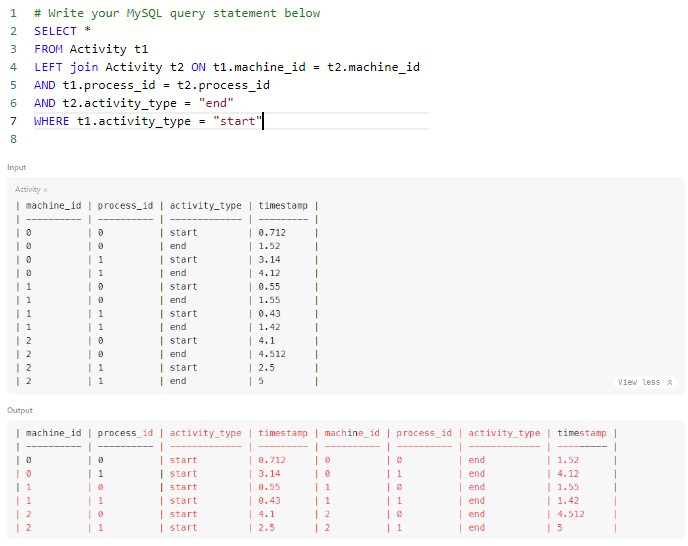 1 # Write your MySQL query statement below
2 SELECT *
3 FROM Activity t1
4 LEFT join Activity t2 ON t1.machine_id = t2.machine_id
5 AND t1.process_id = t2.process_id
6 AND t2.activity_type = "end"
7 WHERE t1.activity_type = "start"
8
Input
Activity =
| machine_id | process_id | activity_type | timestamp |
| ---------- | ---------- | ------------- | --------- |
| 0 | 0 | start | 0.712 |
| 0 | 0 | end | 1.52 |
| 0 | 1 | start | 3.14 |
| 0 | 1 | end | 4.12 |
| 1 | 0 | start | 0.55 |
| 1 | 0 | end | 1.55 |
| 1 | 1 | start | 0.43 |
| 1 | 1 | end | 1.42 |
| 2 | 0 | start | 4.1 |
| 2 | 0 | end | 4.512 |
| 2 | 1 | start | 2.5 |
| 2 | 1 | end | 5 |
View less
Output
| machine_id | process_id | activity_type | timestamp | machine_id | process_id | activity_type | timestamp |
| ---------- | ---------- | ------------- | --------- | ---------- | ---------- | ------------- | --------- |
| 0 | 0 | start | 0.712 | 0 | 0 | end | 1.52 |
| 0 | 1 | start | 3.14 | 0 | 1 | end | 4.12 |
| 1 | 0 | start | 0.55 | 1 | 0 | end | 1.55 |
| 1 | 1 | start | 0.43 | 1 | 1 | end | 1.42 |
| 2 | 0 | start | 4.1 | 2 | 0 | end | 4.512 |
| 2 | 1 | start | 2.5 | 2 | 1 | end | 5 |